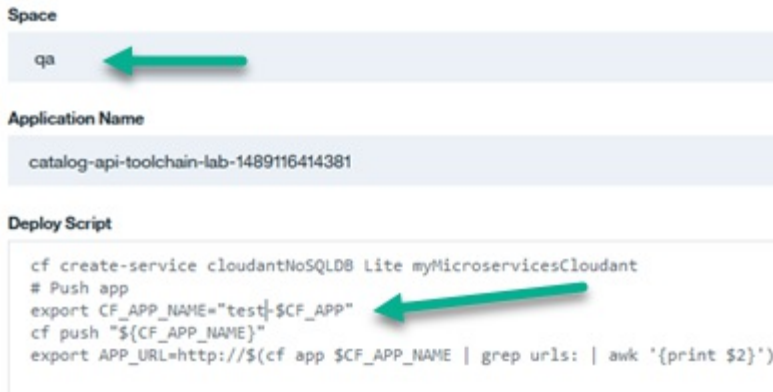 Space
qa
Application Name
catalog-api-toolchain-lab-1489116414381
Deploy Script
cf create-service cloudantNoSQLDB Lite myMicroservicesCloudant
# Push app
export CF_APP_NAME="test-$CF_APP"
cf push "${CF_APP_NAME}"
export APP_URL=http://$(cf app $CF_APP_NAME | grep urls: | awk '{print $2}')